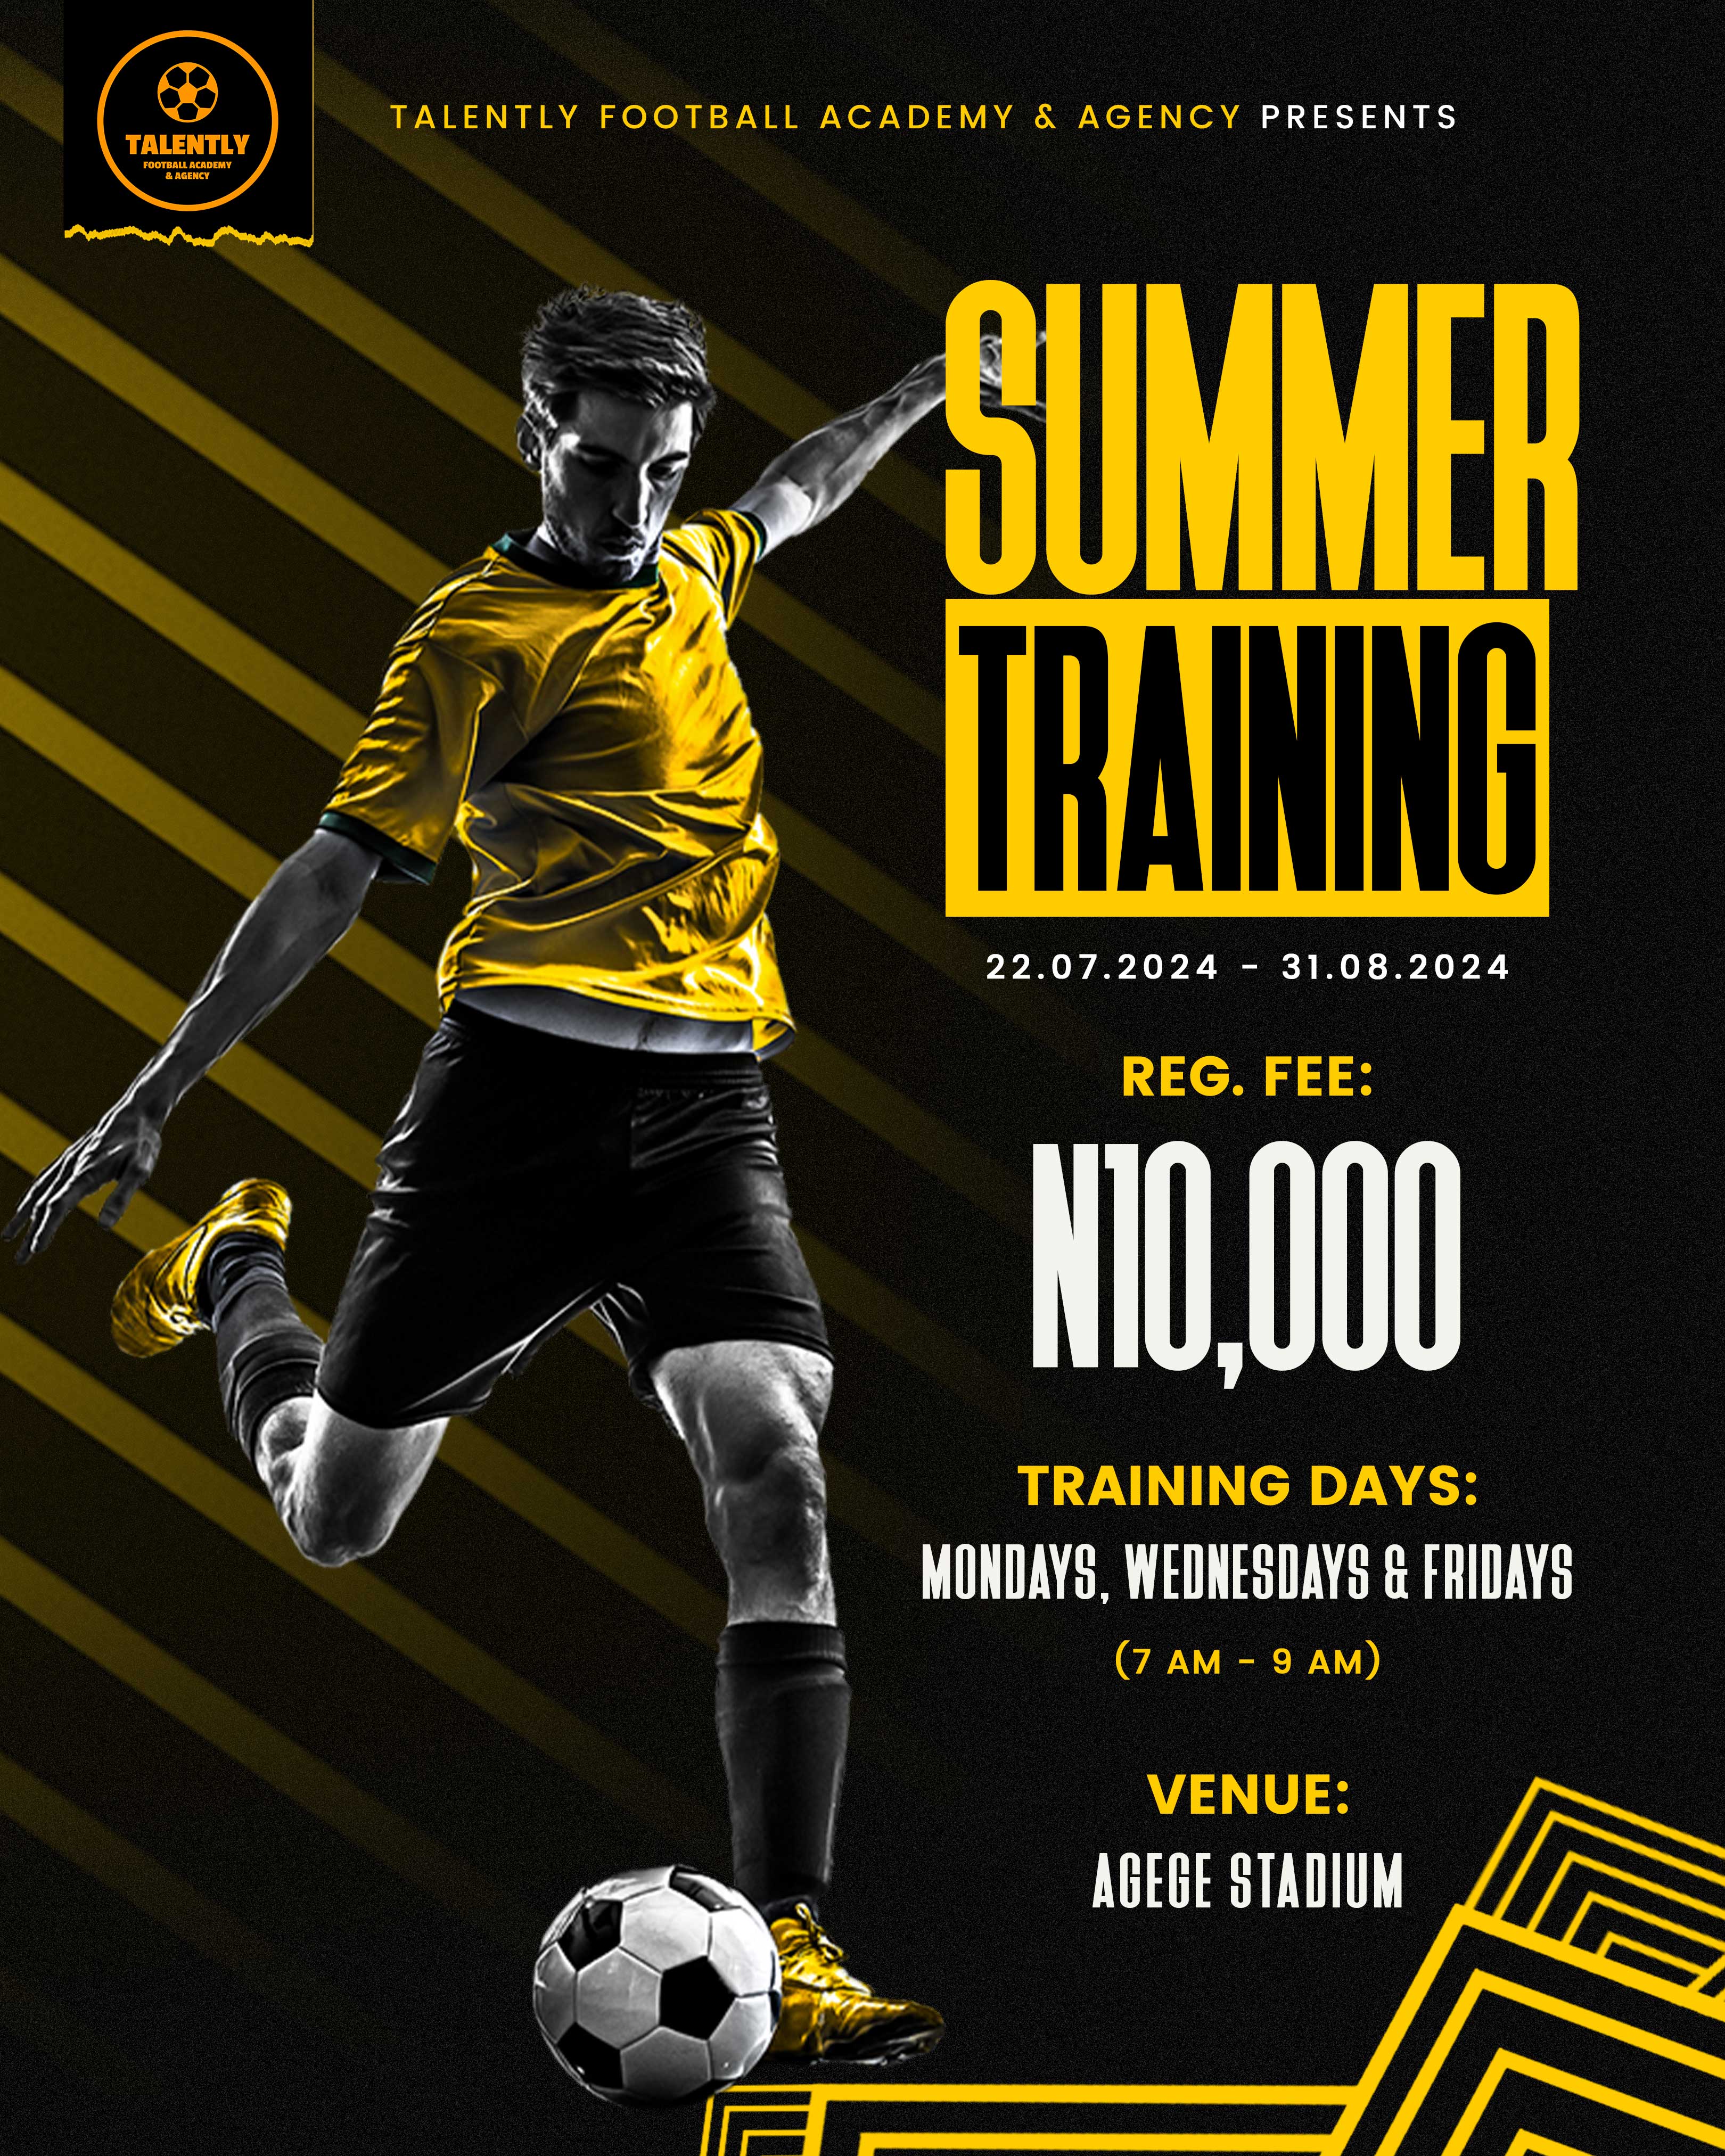 TALENTLY
FOOTBALL ACADEMY
& AGENCY
TALENTLY FOOTBALL ACADEMY & AGENCY PRESENTS
SUMMER
TRAINING
22.07.2024 - 31.08.2024
REG. FEE:
N10,000
TRAINING DAYS:
MONDAYS, WEDNESDAYS & FRIDAYS
(7 AM - 9 AM)
VENUE:
AGEGE STADIUM